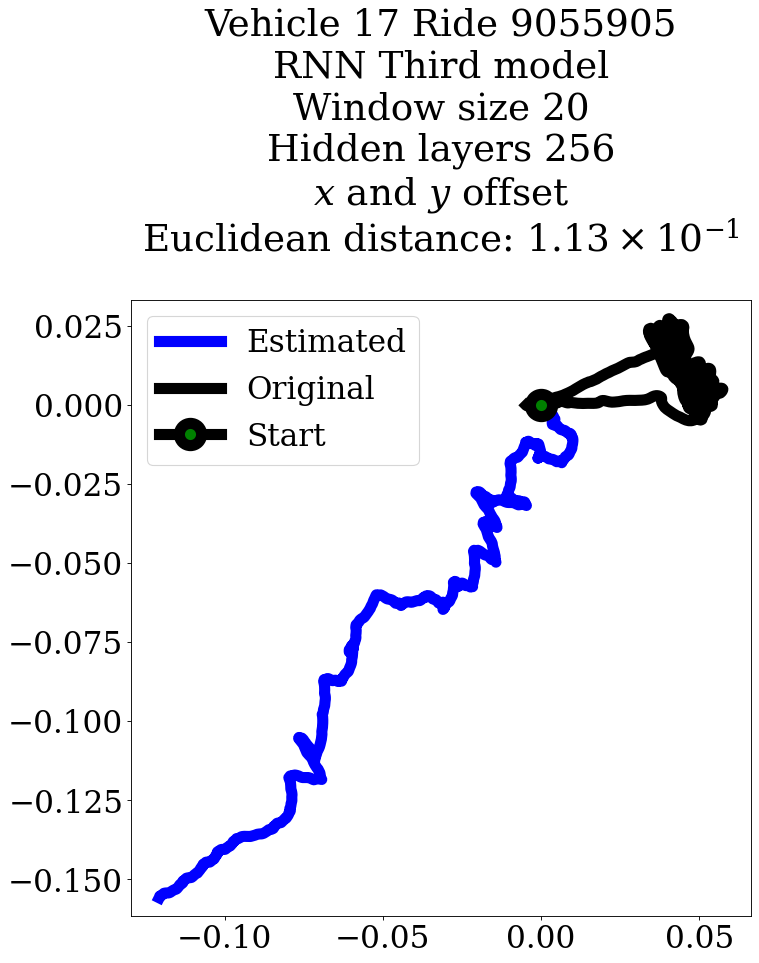 Vehicle 17 Ride 9055905
RNN Third model
Window size 20
Hidden layers 256
x and y offset
Euclidean distance: 1.13 × 10⁻¹
Estimated
Original
Start
0.025
0.000
−0.025
−0.050
−0.075
−0.100
−0.125
−0.150
−0.10 −0.05 0.00 0.05